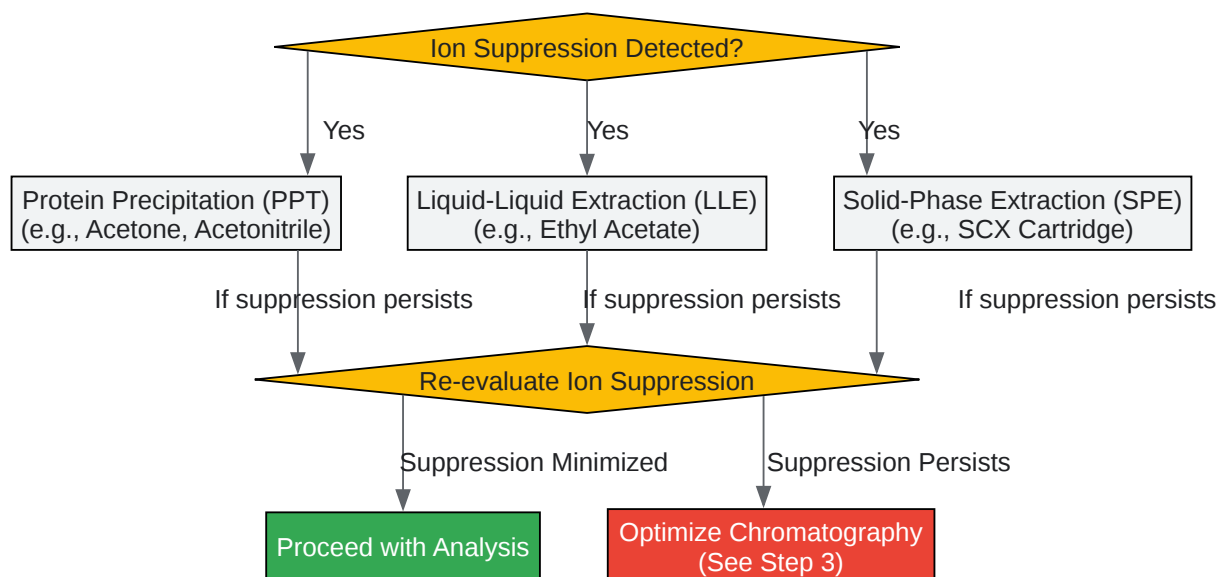 Ion Suppression Detected?
Yes
Yes
Yes
Protein Precipitation (PPT)
(e.g., Acetone, Acetonitrile)
Liquid-Liquid Extraction (LLE)
(e.g., Ethyl Acetate)
Solid-Phase Extraction (SPE)
(e.g., SCX Cartridge)
If suppression persists
If suppression persists
If suppression persists
Re-evaluate Ion Suppression
Suppression Minimized
Suppression Persists
Proceed with Analysis
Optimize Chromatography
(See Step 3)